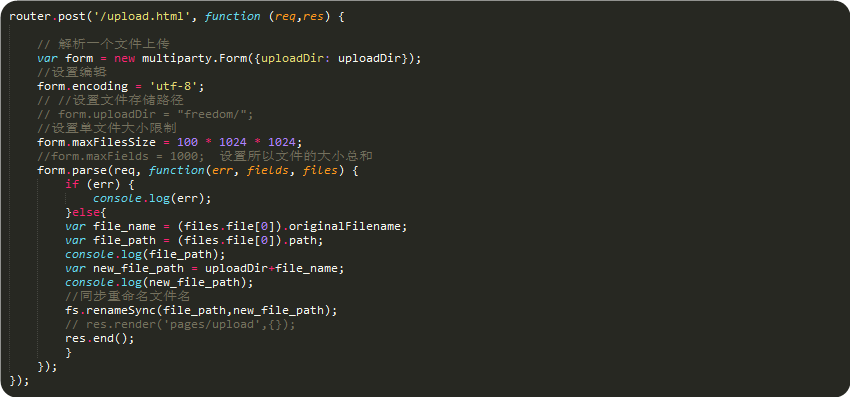 router.post('/upload.html', function (req,res) {
// 解析一个文件上传
var form = new multiparty.Form({uploadDir: uploadDir});
//设置编辑
form.encoding = 'utf-8';
// //设置文件存储路径
// form.uploadDir = "freedom/";
//设置单文件大小限制
form.maxFilesSize = 100 * 1024 * 1024;
//form.maxFields = 1000;  设置所以文件的大小总和
form.parse(req, function(err, fields, files) {
if (err) {
console.log(err);
}else{
var file_name = (files.file[0]).originalFilename;
var file_path = (files.file[0]).path;
console.log(file_path);
var new_file_path = uploadDir+file_name;
console.log(new_file_path);
//同步重命名文件名
fs.renameSync(file_path,new_file_path);
// res.render('pages/upload',{});
res.end();
}
});
});